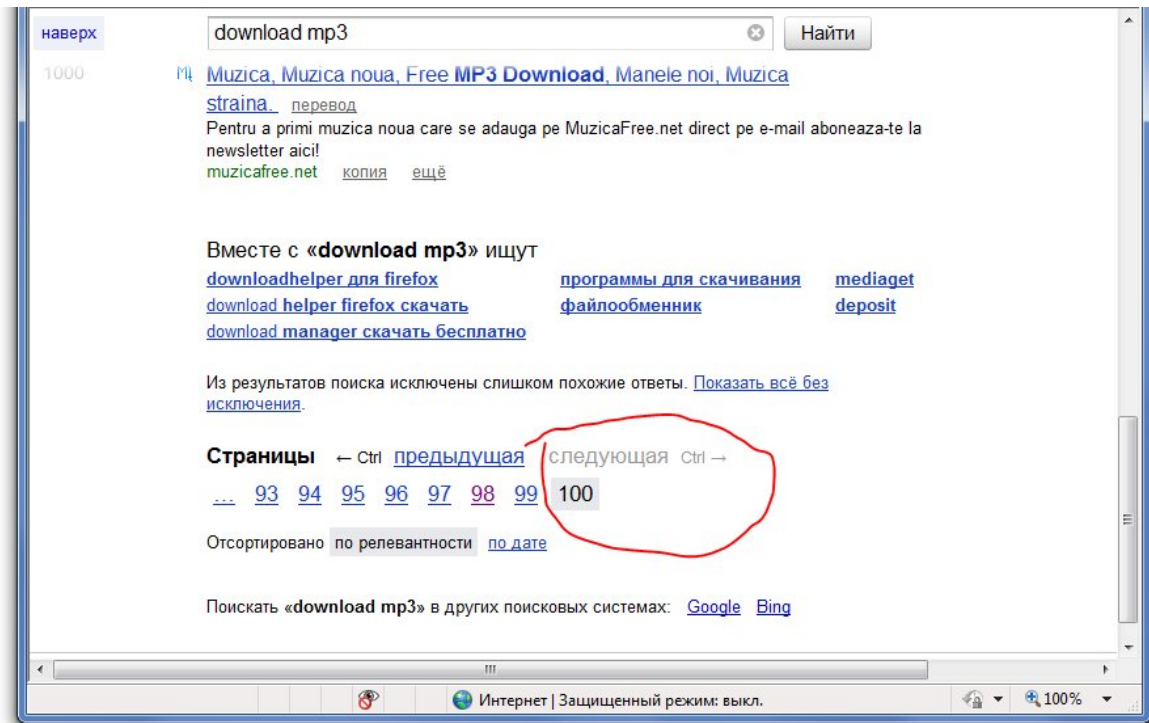 наверх download mp3 Найти
1000 Muzica, Muzica noua, Free MP3 Download, Manele noi, Muzica
straina. перевод
Pentru a primi muzica noua care se adauga pe MuzicaFree.net direct pe e-mail aboneaza-te la
newsletter aici!
muzicafree.net копия ещё
Вместе с «download mp3» ищут
downloadhelper для firefox программы для скачивания mediaget
download helper firefox скачать файлообменник deposit
download manager скачать бесплатно
Из результатов поиска исключены слишком похожие ответы. Показать всё без
исключения.
Страницы ← Ctrl предыдущая следующая Ctrl →
... 93 94 95 96 97 98 99 100
Отсортировано по релевантности по дате
Поискать «download mp3» в других поисковых системах: Google Bing
Интернет | Защищенный режим: выкл. 100%